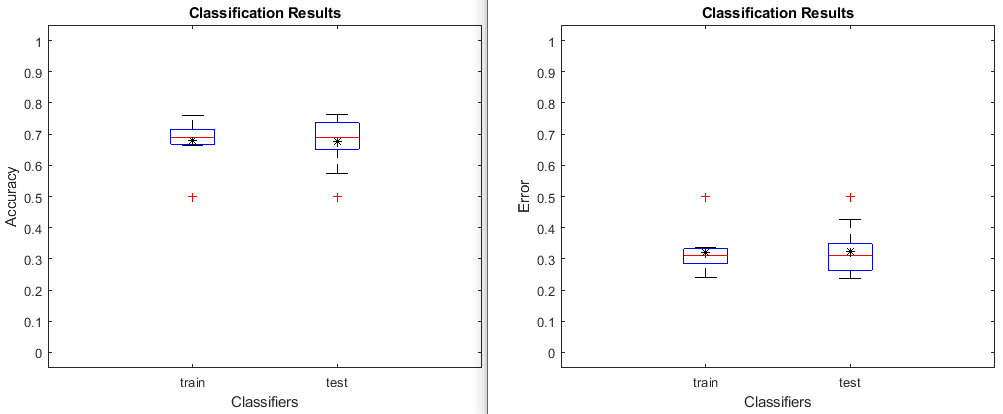 Classification Results
Accuracy
1
0.9
0.8
0.7
0.6
0.5
0.4
0.3
0.2
0.1
0
train test
Classifiers
Classification Results
Error
1
0.9
0.8
0.7
0.6
0.5
0.4
0.3
0.2
0.1
0
train test
Classifiers